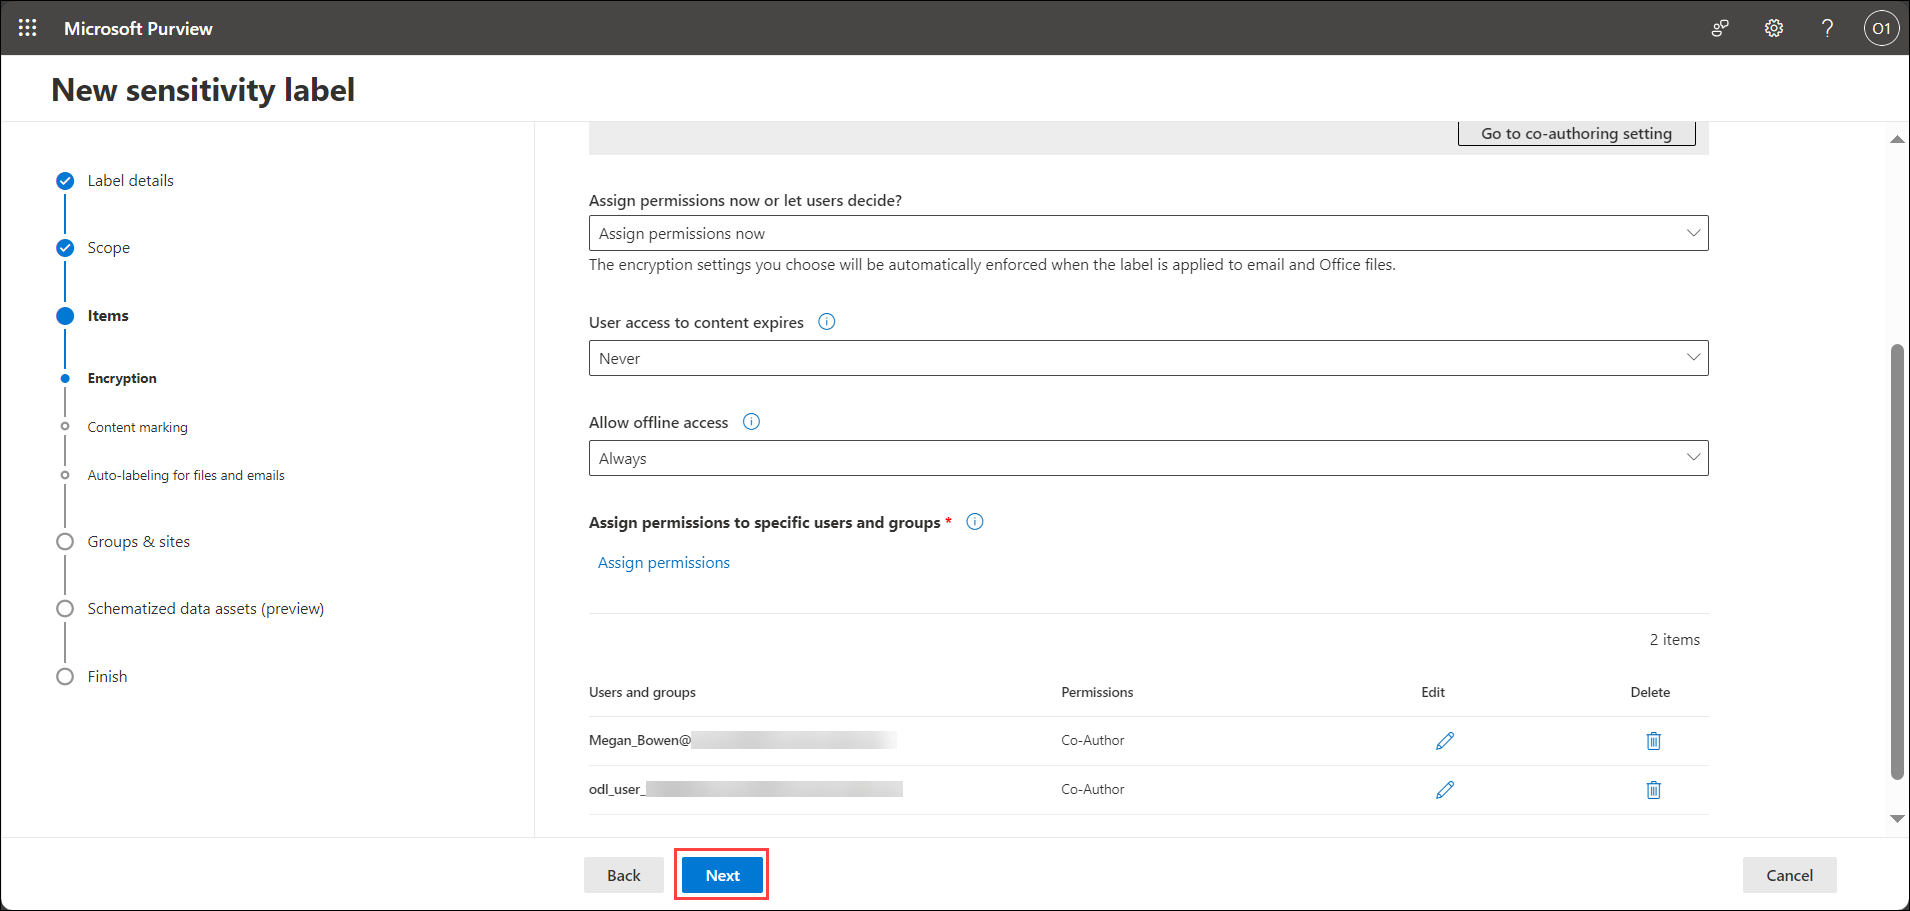 Microsoft Purview
?
O1
New sensitivity label
Label details
Scope
Items
Encryption
Content marking
Auto-labeling for files and emails
Groups & sites
Schematized data assets (preview)
Finish
Go to co-authoring setting
Assign permissions now or let users decide?
Assign permissions now
The encryption settings you choose will be automatically enforced when the label is applied to email and Office files.
User access to content expires
Never
Allow offline access
Always
Assign permissions to specific users and groups *
Assign permissions
2 items
Users and groups Permissions Edit Delete
Megan_Bowen@ Co-Author
odl_user_ Co-Author
Back Next Cancel